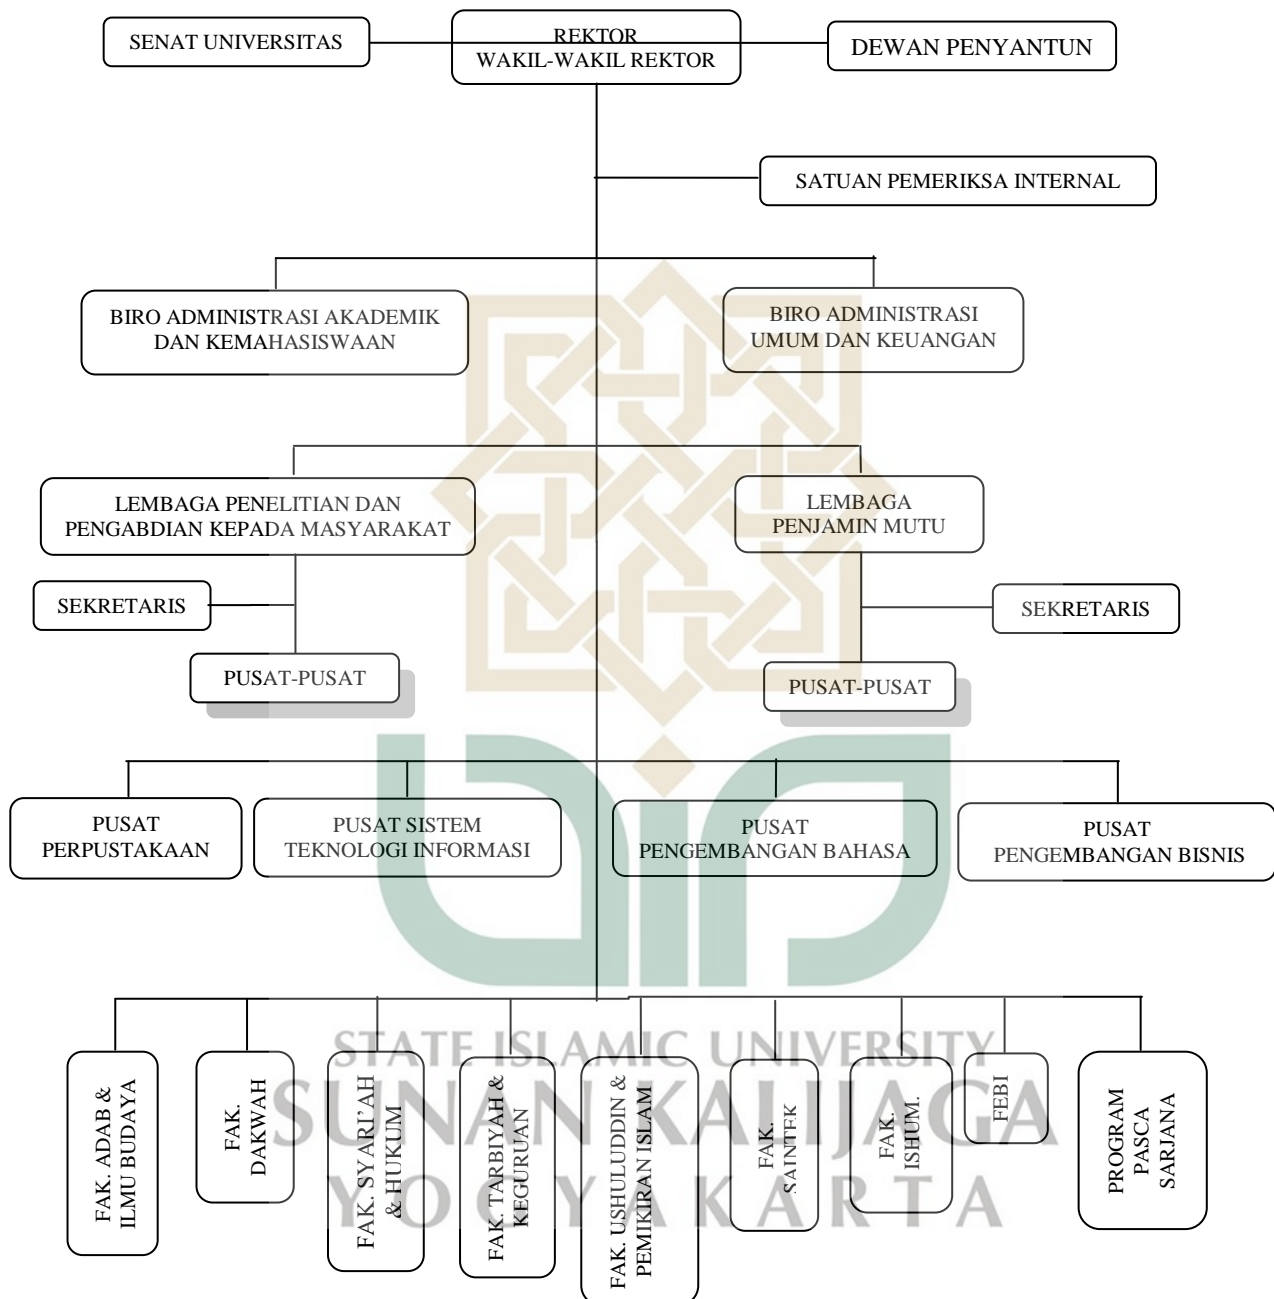 SENAT UNIVERSITAS
REKTOR
WAKIL-WAKIL REKTOR
DEWAN PENYANTUN
SATUAN PEMERIKSA INTERNAL
BIRO ADMINISTRASI AKADEMIK
DAN KEMAHASISWAAN
BIRO ADMINISTRASI
UMUM DAN KEUANGAN
LEMBAGA PENELITIAN DAN
PENGABDIAN KEPADA MASYARAKAT
LEMBAGA
PENJAMIN MUTU
SEKRETARIS
SEKRETARIS
PUSAT-PUSAT
PUSAT-PUSAT
PUSAT
PERPUSTAKAAN
PUSAT SISTEM
TEKNOLOGI INFORMASI
PUSAT
PENGEMBANGAN BAHASA
PUSAT
PENGEMBANGAN BISNIS
FAK. ADAB &
ILMU BUDAYA
FAK.
DAKWAH
FAK. SYARI'AH
& HUKUM
FAK. TARBIYAH &
KEGURUAN
FAK. USHULUDDIN &
PEMIKIRAN ISLAM
FAK.
SAINTEK
FAK.
ISHUM.
FEBI
PROGRAM
PASCA
SARJANA
STATE ISLAMIC UNIVERSITY
SUNAN KALIJAGA
YOGYAKARTA